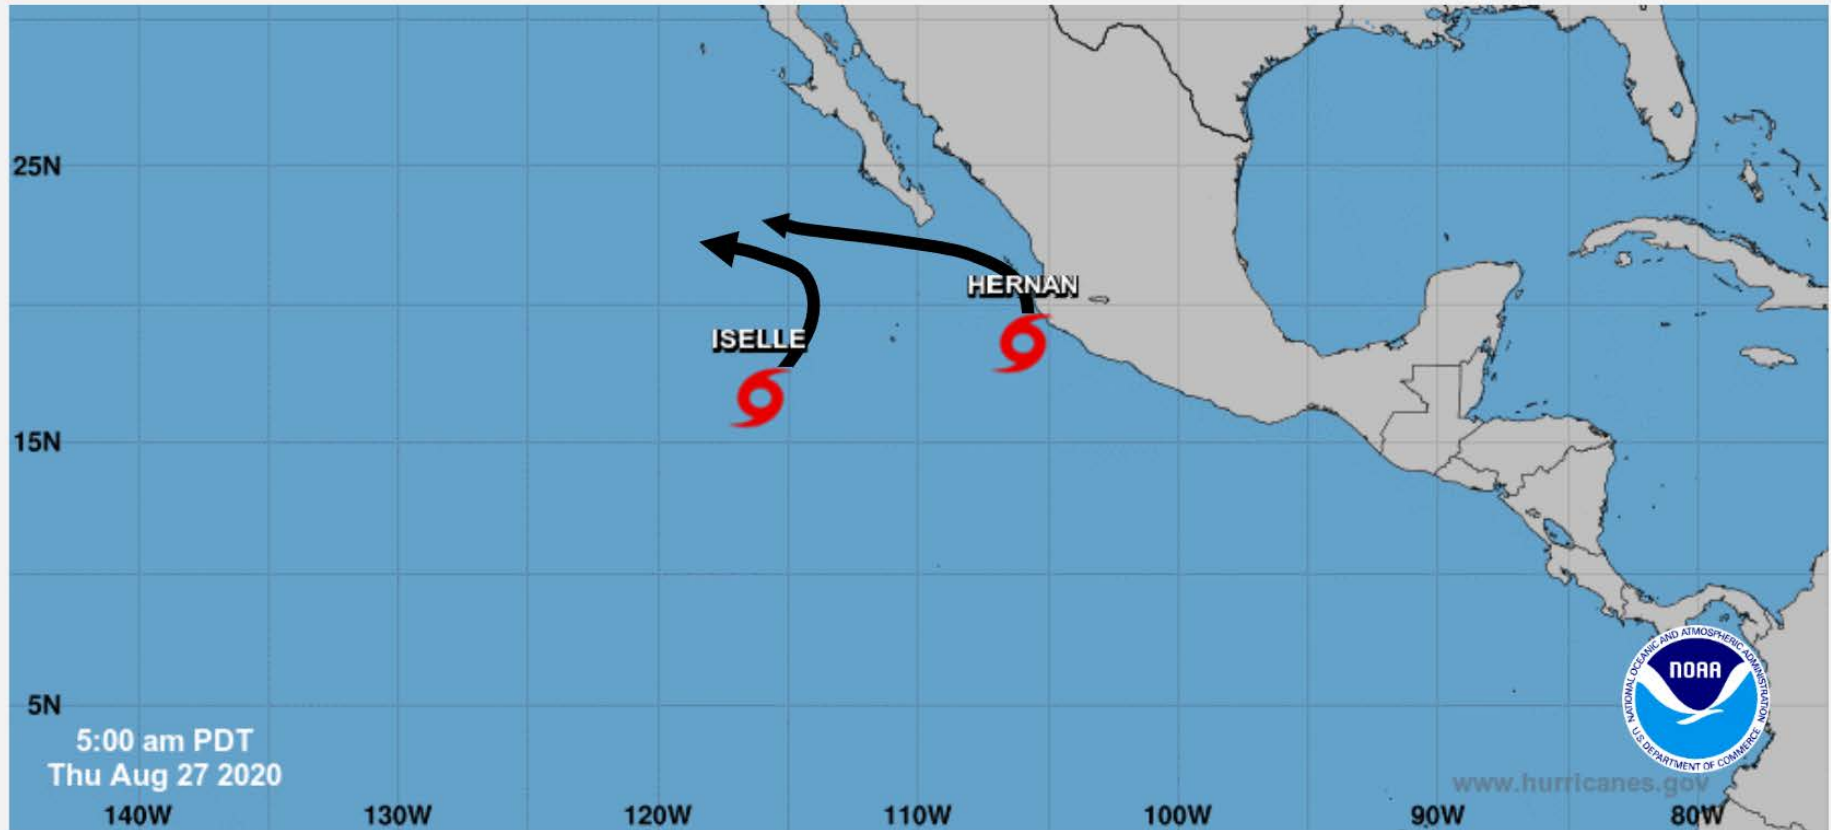 25N
HERNAN
ISELLE
15N
5N
NATIONAL OCEANIC AND ATMOSPHERIC ADMINISTRATION
NOAA
U.S. DEPARTMENT OF COMMERCE
5:00 am PDT
Thu Aug 27 2020
www.hurricanes.gov
140W 130W 120W 110W 100W 90W 80W